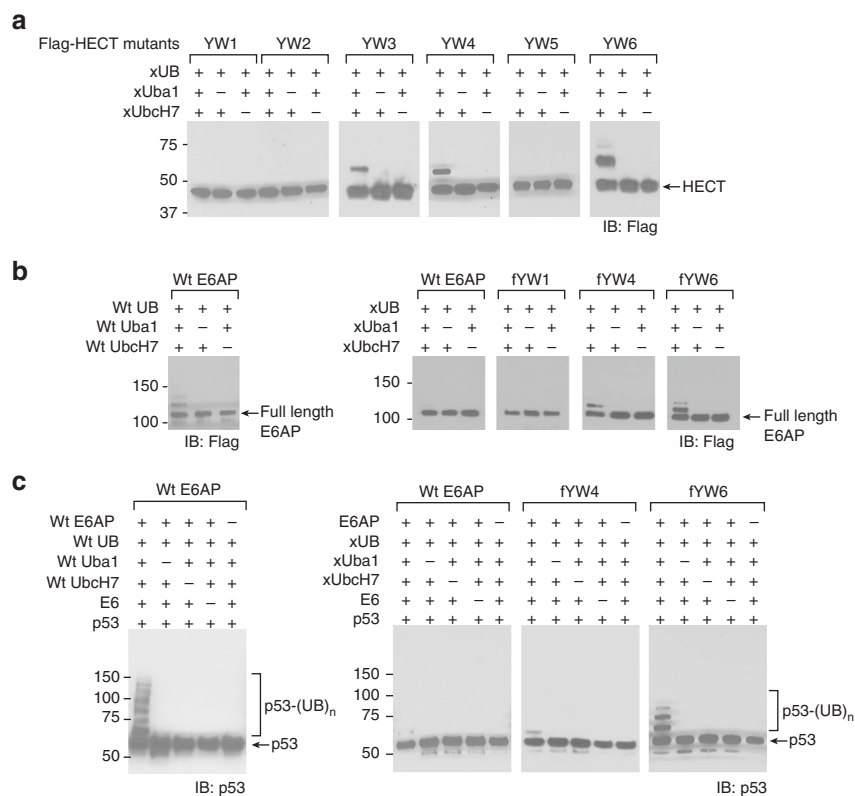 a
Flag-HECT mutants YW1 YW2 YW3 YW4 YW5 YW6
xUB + + + + + + + + + + + + + + + + + +
xUba1 + − + + − + + − + + − + + − + + − +
xUbcH7 + + − + + − + + − + + − + + − + + −
75
50
37
HECT
IB: Flag
b
Wt E6AP
Wt UB + + +
Wt Uba1 + − +
Wt UbcH7 + + −
150
100
Full length
E6AP
IB: Flag
Wt E6AP fYW1 fYW4 fYW6
xUB + + + + + + + + + + + +
xUba1 + − + + − + + − + + − +
xUbcH7 + + − + + − + + − + + −
150
100
Full length
E6AP
IB: Flag
c
Wt E6AP
Wt E6AP + + + + −
Wt UB + + + + +
Wt Uba1 + − + + +
Wt UbcH7 + + − + +
E6 + + + − +
p53 + + + + +
150
100
75
50
p53-(UB)n
p53
IB: p53
Wt E6AP fYW4 fYW6
E6AP + + + + − + + + + − + + + + −
xUB + + + + + + + + + + + + + + +
xUba1 + − + + + + − + + + + − + + +
xUbcH7 + + − + + + + − + + + + − + +
E6 + + + − + + + + − + + + + − +
p53 + + + + + + + + + + + + + + +
150
100
75
50
p53-(UB)n
p53
IB: p53